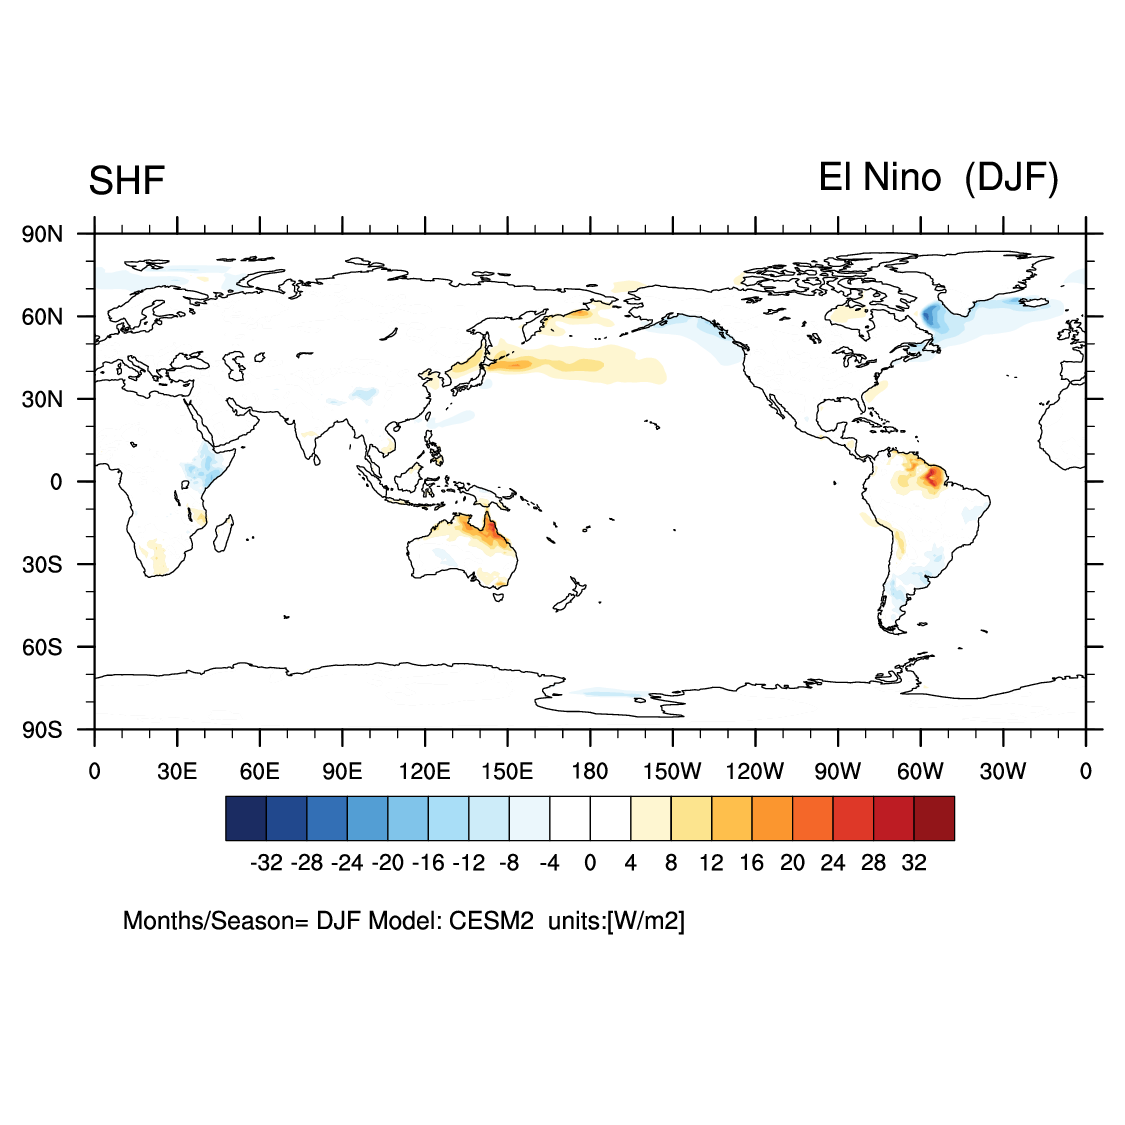 SHF
El Nino (DJF)
90N
60N
30N
0
30S
60S
90S
0 30E 60E 90E 120E 150E 180 150W 120W 90W 60W 30W 0
-32 -28 -24 -20 -16 -12 -8 -4 0 4 8 12 16 20 24 28 32
Months/Season= DJF Model: CESM2 units:[W/m2]